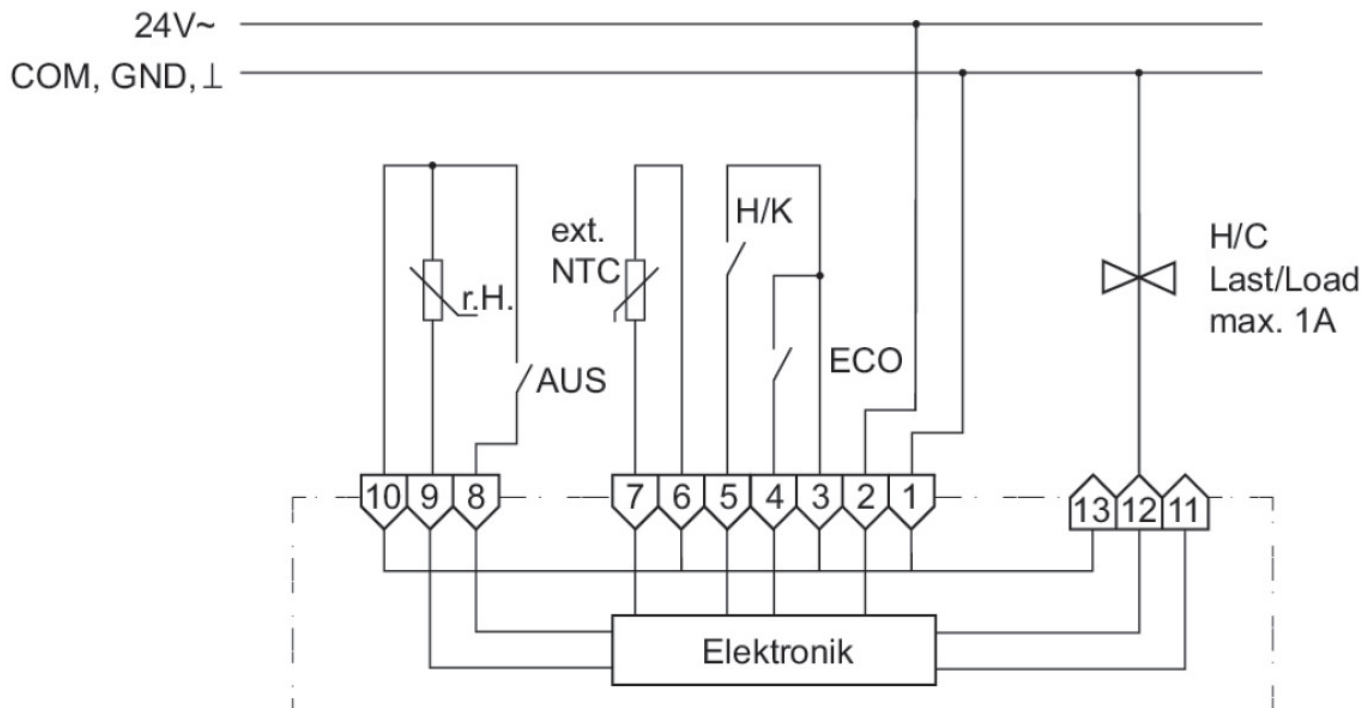 24V~
COM, GND,⊥
H/K
ext.
NTC
r.H.
AUS
ECO
H/C
Last/Load
max. 1A
10 9 8 7 6 5 4 3 2 1 13 12 11
Elektronik